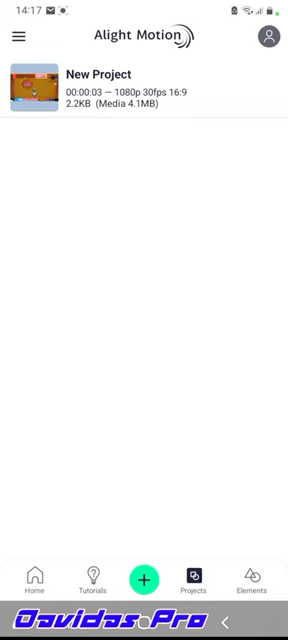 14:17
Alight Motion
New Project
00:00:03 — 1080p 30fps 16:9
2.2KB (Media 4.1MB)
Home
Tutorials
Projects
Elements
Davidas.Pro